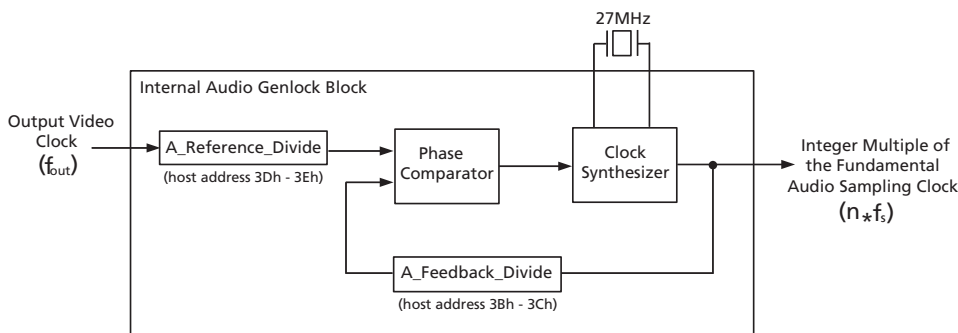 27MHz
Internal Audio Genlock Block
Output Video
Clock
(fout)
A_Reference_Divide
(host address 3Dh - 3Eh)
Phase
Comparator
Clock
Synthesizer
Integer Multiple of
the Fundamental
Audio Sampling Clock
(n*fs)
A_Feedback_Divide
(host address 3Bh - 3Ch)